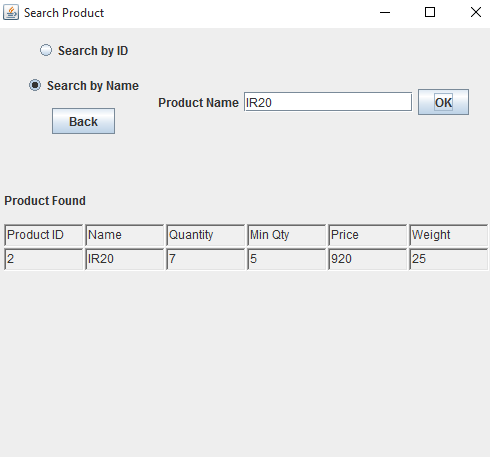 Search Product
Search by ID
Search by Name
Product Name IR20 OK
Back
Product Found
Product ID Name Quantity Min Qty Price Weight
2 IR20 7 5 920 25